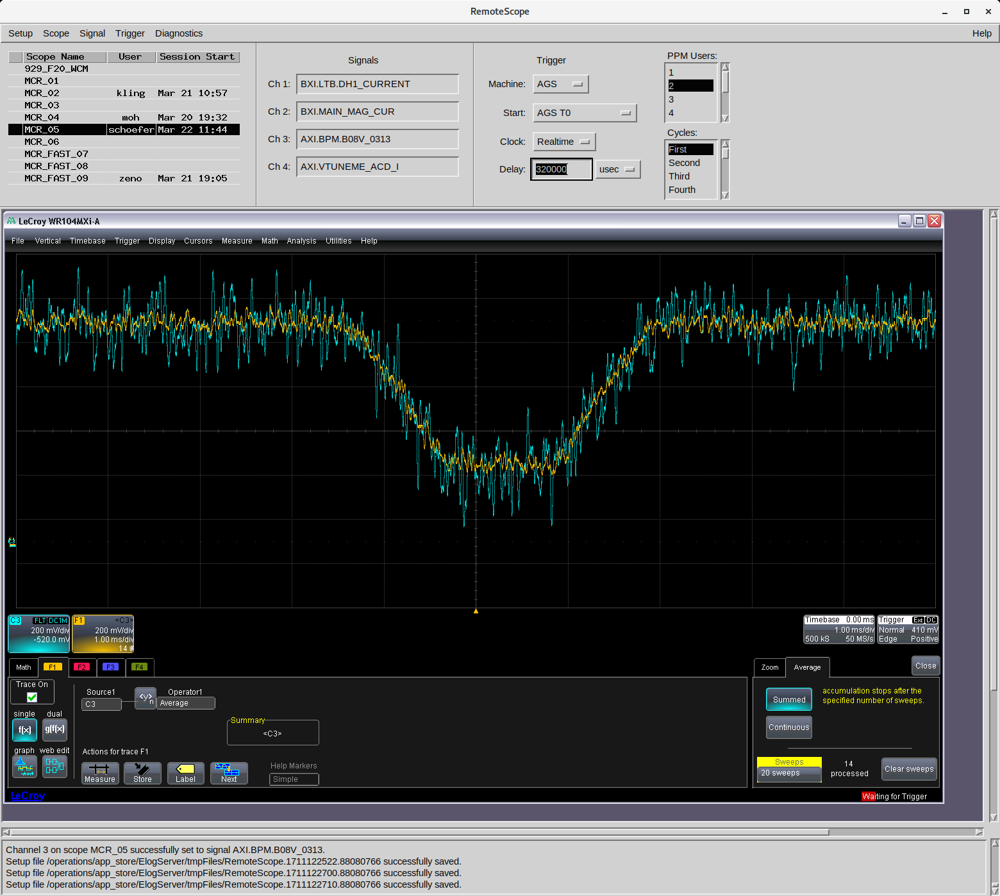 RemoteScope
Setup Scope Signal Trigger Diagnostics Help
Scope Name User Session Start
929_F20_WCM
MCR_01
MCR_02 kling Mar 21 10:57
MCR_03
MCR_04 moh Mar 20 19:32
MCR_05 schoefer Mar 22 11:44
MCR_06
MCR_FAST_07
MCR_FAST_08
MCR_FAST_09 zeno Mar 21 19:05
Signals
Ch 1: BXI.LTB.DH1_CURRENT
Ch 2: BXI.MAIN_MAG_CUR
Ch 3: AXI.BPM.B08V_0313
Ch 4: AXI.VTUNEME_ACD_I
Trigger
Machine: AGS
Start: AGS T0
Clock: Realtime
Delay: 320000 usec
PPM Users:
1
2
3
4
Cycles:
First
Second
Third
Fourth
LeCroy WR104MXi-A
File Vertical Timebase Trigger Display Cursors Measure Math Analysis Utilities Help
C3 FLT DC1M
200 mV/div
-520.0 mV
F1 <C3>
200 mV/div
1.00 ms/div
14 #
Timebase 0.00 ms
1.00 ms/div
500 kS 50 MS/s
Trigger Ext DC
Normal 410 mV
Edge Positive
Math F1 F2 F3 F4
Trace On
single dual
f(x) g(f(x)
graph web edit
Source1
C3
<y>n
Operator1
Average
Summary
<C3>
Actions for trace F1
Measure Store Label Next
Help Markers
Simple
Zoom Average Close
Summed
Continuous
accumulation stops after the
specified number of sweeps.
Sweeps
20 sweeps
14
processed
Clear sweeps
LeCroy
Waiting for Trigger
Channel 3 on scope MCR_05 successfully set to signal AXI.BPM.B08V_0313.
Setup file /operations/app_store/ElogServer/tmpFiles/RemoteScope.1711122522.88080766 successfully saved.
Setup file /operations/app_store/ElogServer/tmpFiles/RemoteScope.1711122700.88080766 successfully saved.
Setup file /operations/app_store/ElogServer/tmpFiles/RemoteScope.1711122710.88080766 successfully saved.